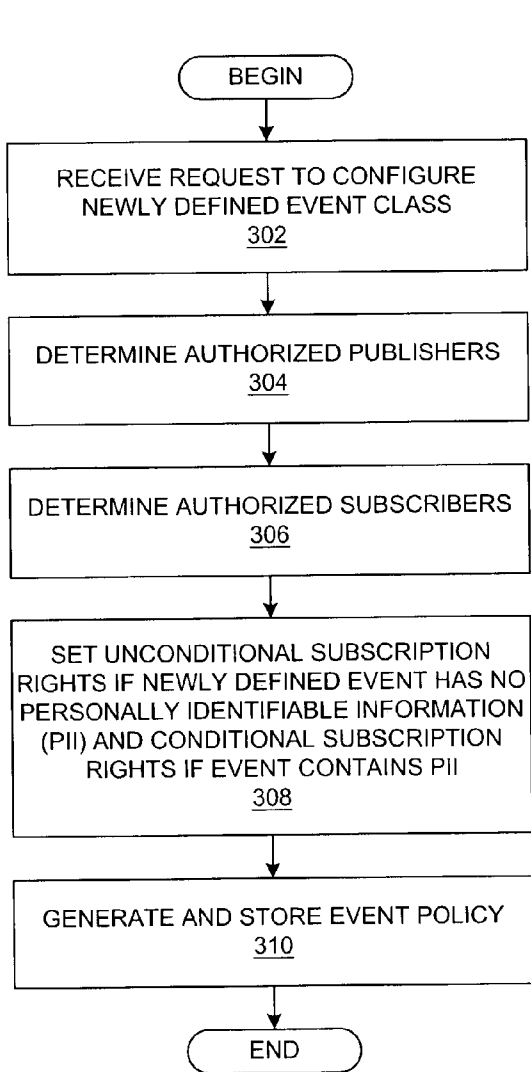 BEGIN
RECEIVE REQUEST TO CONFIGURE
NEWLY DEFINED EVENT CLASS
302
DETERMINE AUTHORIZED PUBLISHERS
304
DETERMINE AUTHORIZED SUBSCRIBERS
306
SET UNCONDITIONAL SUBSCRIPTION
RIGHTS IF NEWLY DEFINED EVENT HAS NO
PERSONALLY IDENTIFIABLE INFORMATION
(PII) AND CONDITIONAL SUBSCRIPTION
RIGHTS IF EVENT CONTAINS PII
308
GENERATE AND STORE EVENT POLICY
310
END